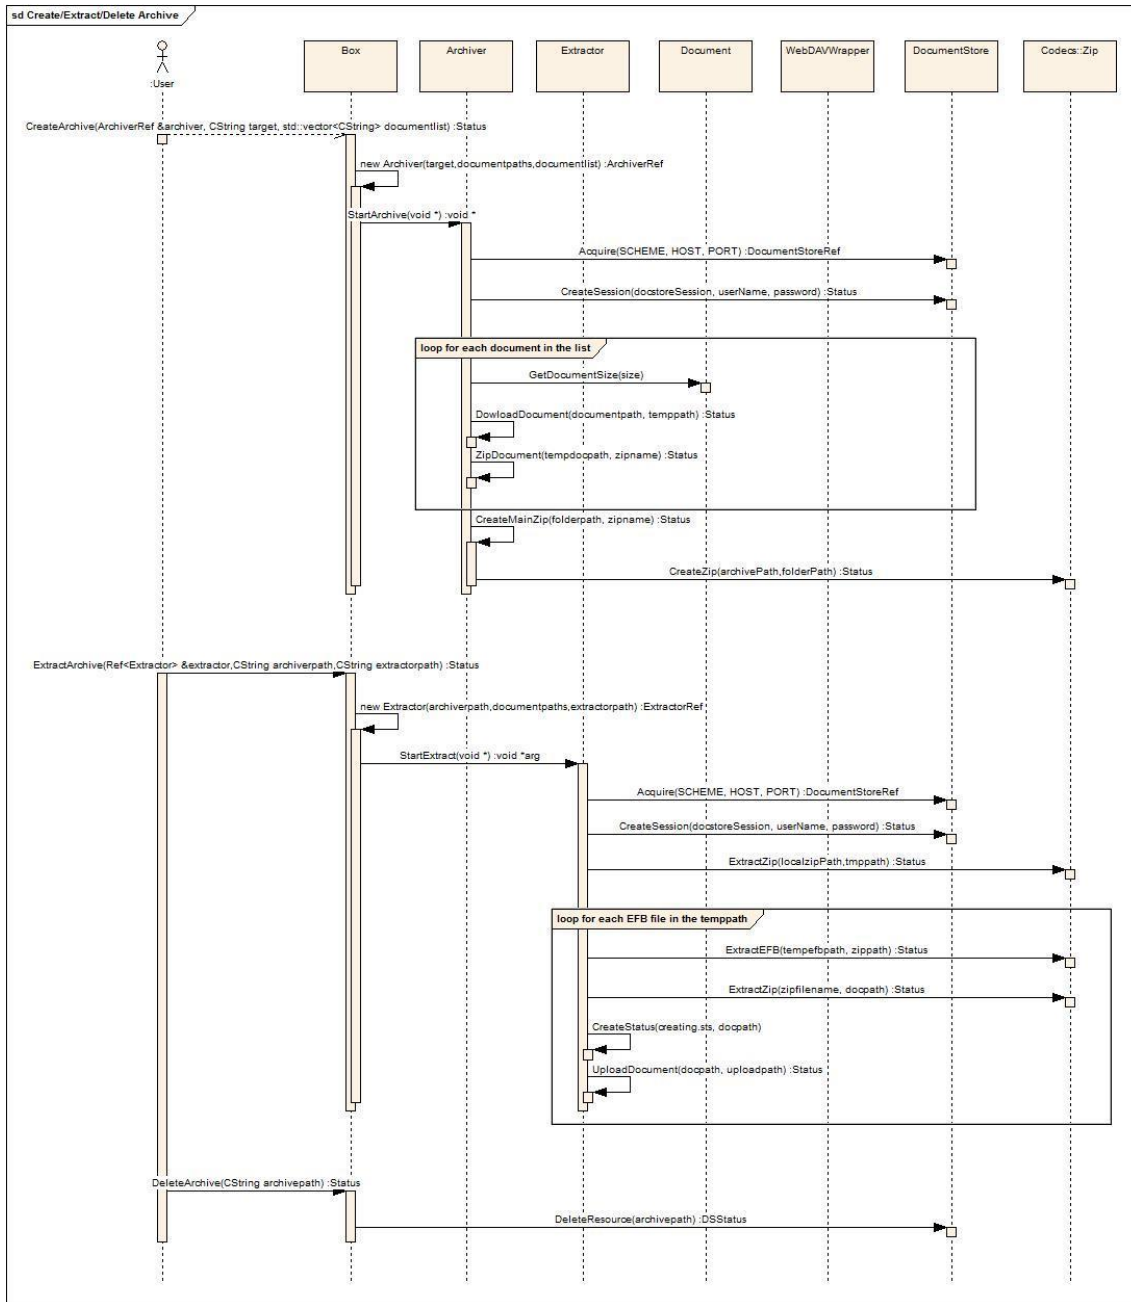 sd Create/Extract/Delete Archive
:User
Box
Archiver
Extractor
Document
WebDAVWrapper
DocumentStore
Codecs::Zip
CreateArchive(ArchiverRef &archiver, CString target, std::vector<CString> documentlist) :Status
new Archiver(target,documentpaths,documentlist) :ArchiverRef
StartArchive(void *) :void *
Acquire(SCHEME, HOST, PORT) :DocumentStoreRef
CreateSession(docstoreSession, userName, password) :Status
loop for each document in the list
GetDocumentSize(size)
DowloadDocument(documentpath, temppath) :Status
ZipDocument(tempdocpath, zipname) :Status
CreateMainZip(folderpath, zipname) :Status
CreateZip(archivePath,folderPath) :Status
ExtractArchive(Ref<Extractor> &extractor,CString archiverpath,CString extractorpath) :Status
new Extractor(archiverpath,documentpaths,extractorpath) :ExtractorRef
StartExtract(void *) :void *arg
Acquire(SCHEME, HOST, PORT) :DocumentStoreRef
CreateSession(docstoreSession, userName, password) :Status
ExtractZip(localzipPath,tmppath) :Status
loop for each EFB file in the temppath
ExtractEFB(tempefbpath, zippath) :Status
ExtractZip(zipfilename, docpath) :Status
CreateStatus(creating.sts, docpath)
UploadDocument(docpath, uploadpath) :Status
DeleteArchive(CString archivepath) :Status
DeleteResource(archivepath) :DSStatus